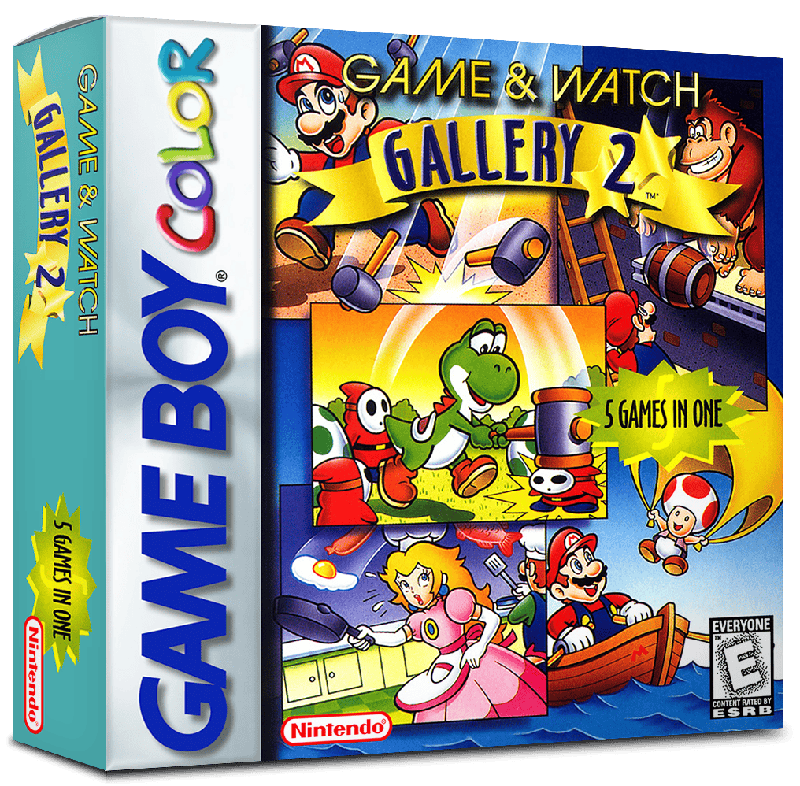 GAME & WATCH
GALLERY 2
5 GAMES IN ONE
Nintendo
GAME BOY COLOR
®
GAME & WATCH
GALLERY 2
™
M
5 GAMES IN ONE
5
Nintendo®
EVERYONE
E
CONTENT RATED BY
ESRB